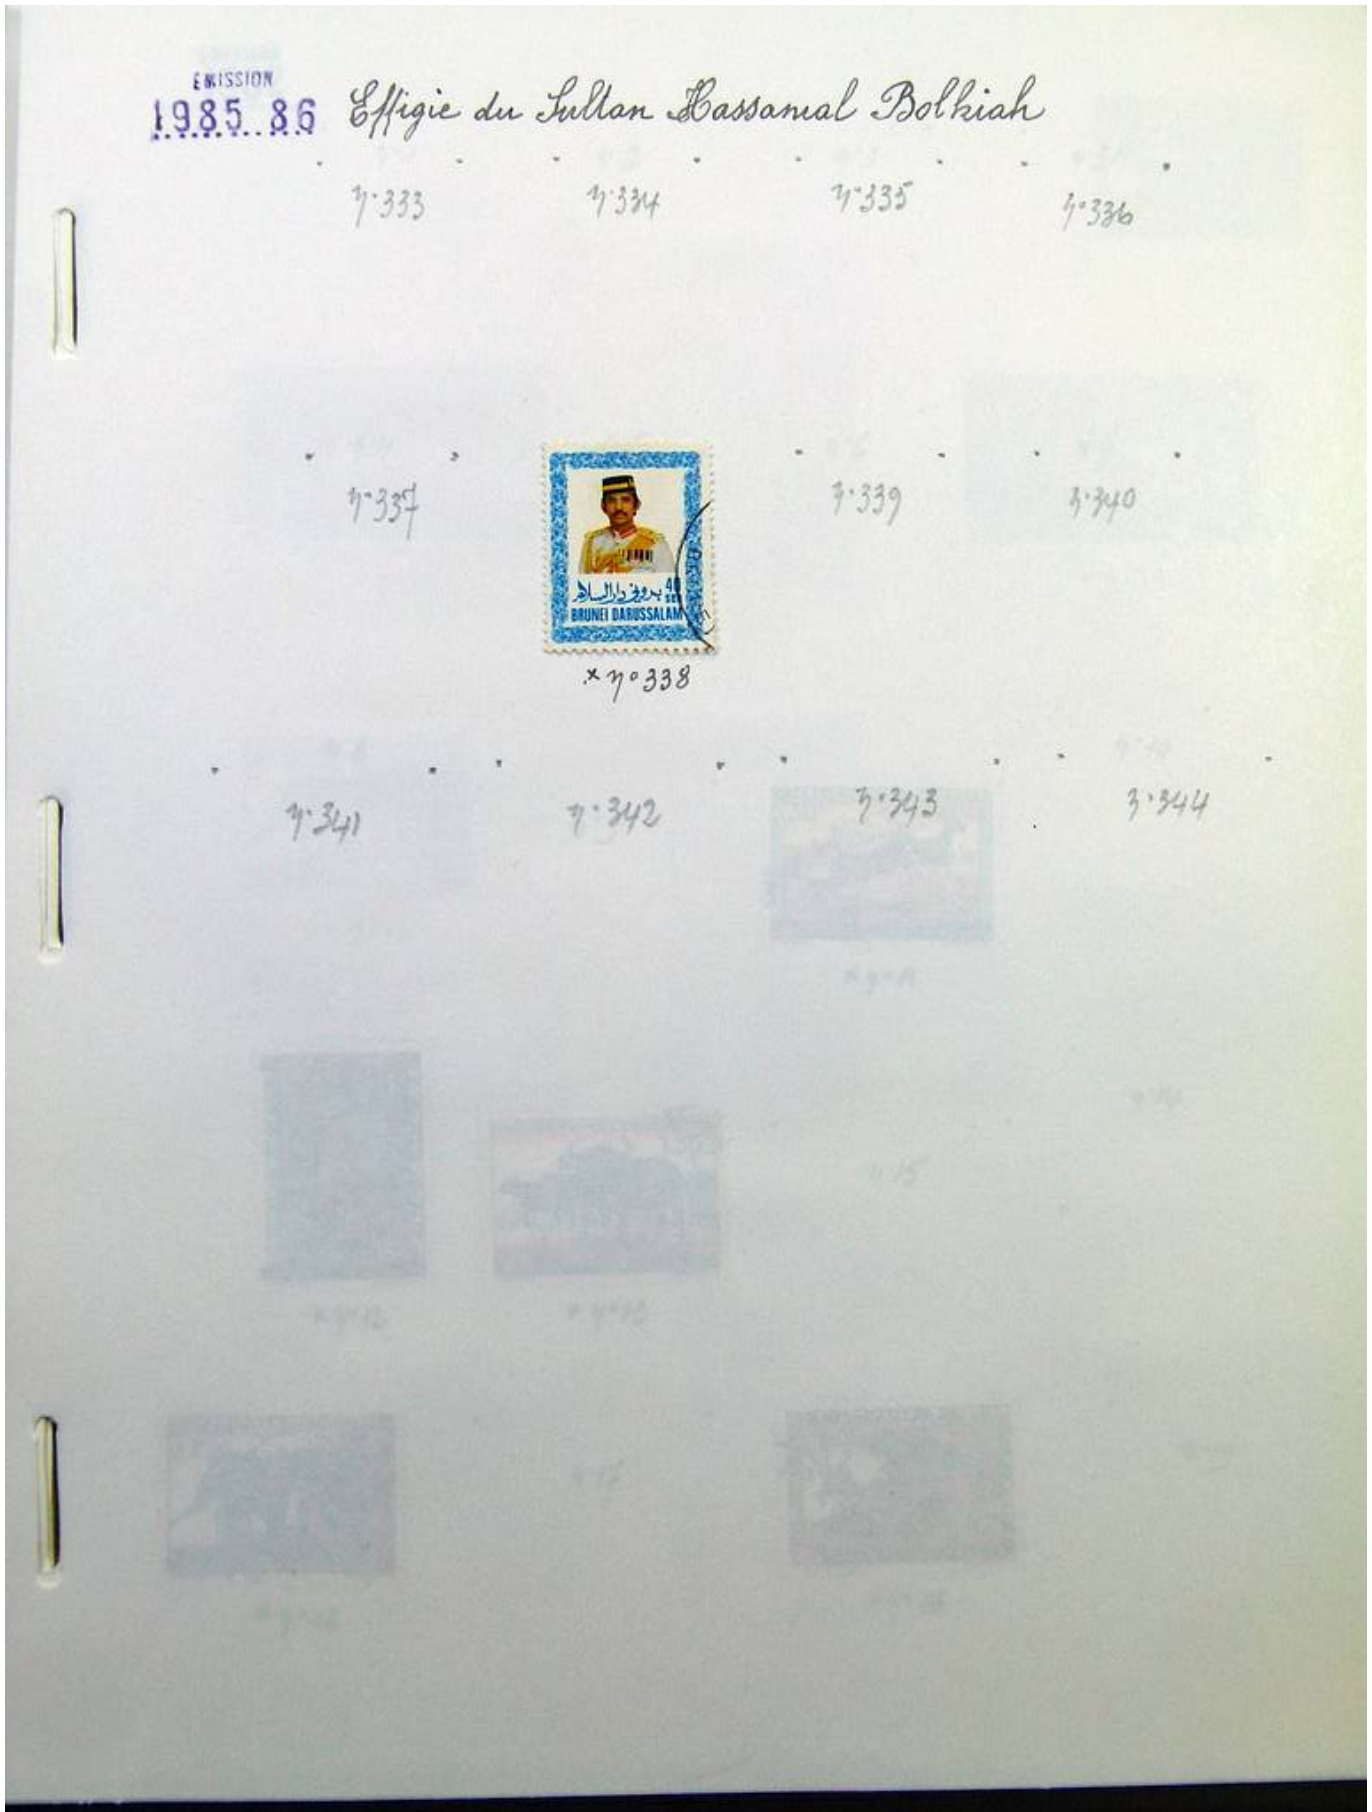 EMISSION
1985.86 Effigie du Sultan Hassanal Bolkiah
n°333 n°334 n°335 n°336
n°337 n°339 n°340
بروني دارالسلام
BRUNEI DARUSSALAM
x n°338
n°341 n°342 n°343 n°344